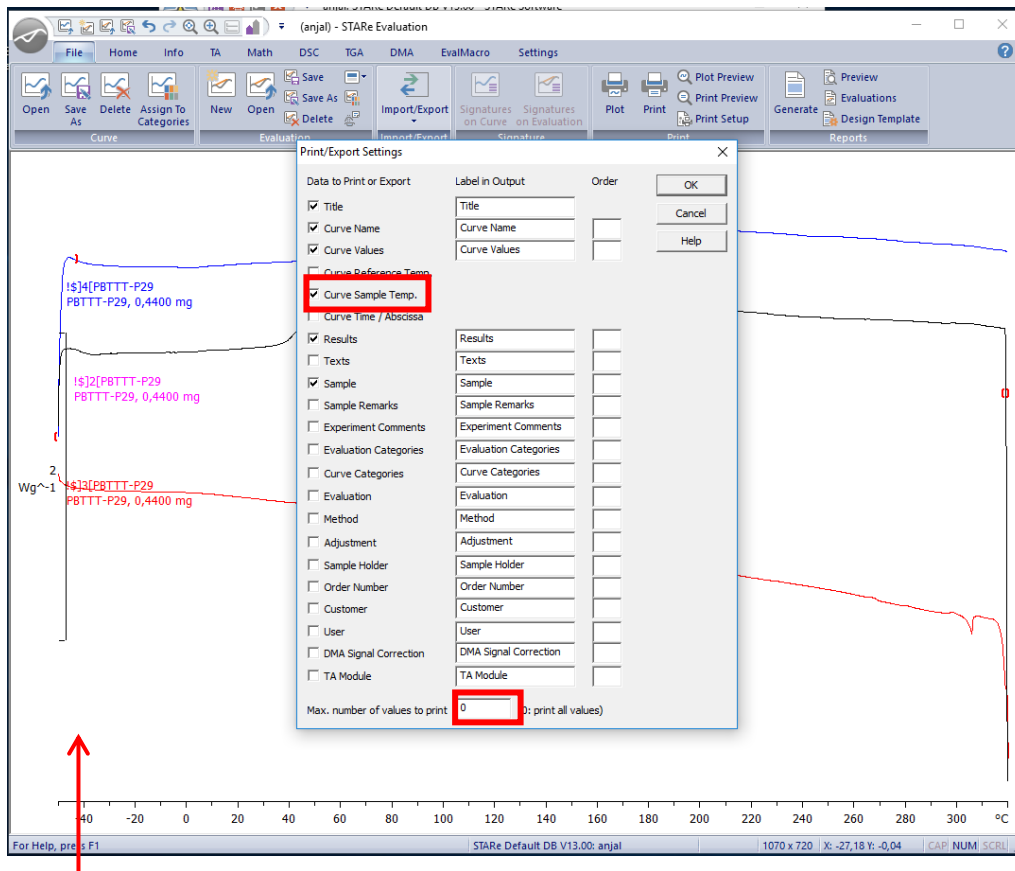 (anjal) - STARe Evaluation
File Home Info TA Math DSC TGA DMA EvalMacro Settings
Open Save As Delete Assign To Categories
Curve
New Open Save Save As Delete
Evaluation
Import/Export
Import/Export
Signatures on Curve Signatures on Evaluation
Signature
Plot Print Plot Preview Print Preview Print Setup
Print
Generate Preview Evaluations Design Template
Reports
Print/Export Settings
Data to Print or Export Label in Output Order
OK
Cancel
Help
Title Title
Curve Name Curve Name
Curve Values Curve Values
Curve Reference Temp.
Curve Sample Temp.
Curve Time / Abscissa
Results Results
Texts Texts
Sample Sample
Sample Remarks Sample Remarks
Experiment Comments Experiment Comments
Evaluation Categories Evaluation Categories
Curve Categories Curve Categories
Evaluation Evaluation
Method Method
Adjustment Adjustment
Sample Holder Sample Holder
Order Number Order Number
Customer Customer
User User
DMA Signal Correction DMA Signal Correction
TA Module TA Module
Max. number of values to print 0 0: print all values)
!$]4[PBTTT-P29
PBTTT-P29, 0,4400 mg
!$]2[PBTTT-P29
PBTTT-P29, 0,4400 mg
2
Wg^-1
!$]3[PBTTT-P29
PBTTT-P29, 0,4400 mg
-40 -20 0 20 40 60 80 100 120 140 160 180 200 220 240 260 280 300 °C
For Help, press F1 STARe Default DB V13.00: anjal 1070 x 720 X: -27,18 Y: -0,04 CAP NUM SCRL